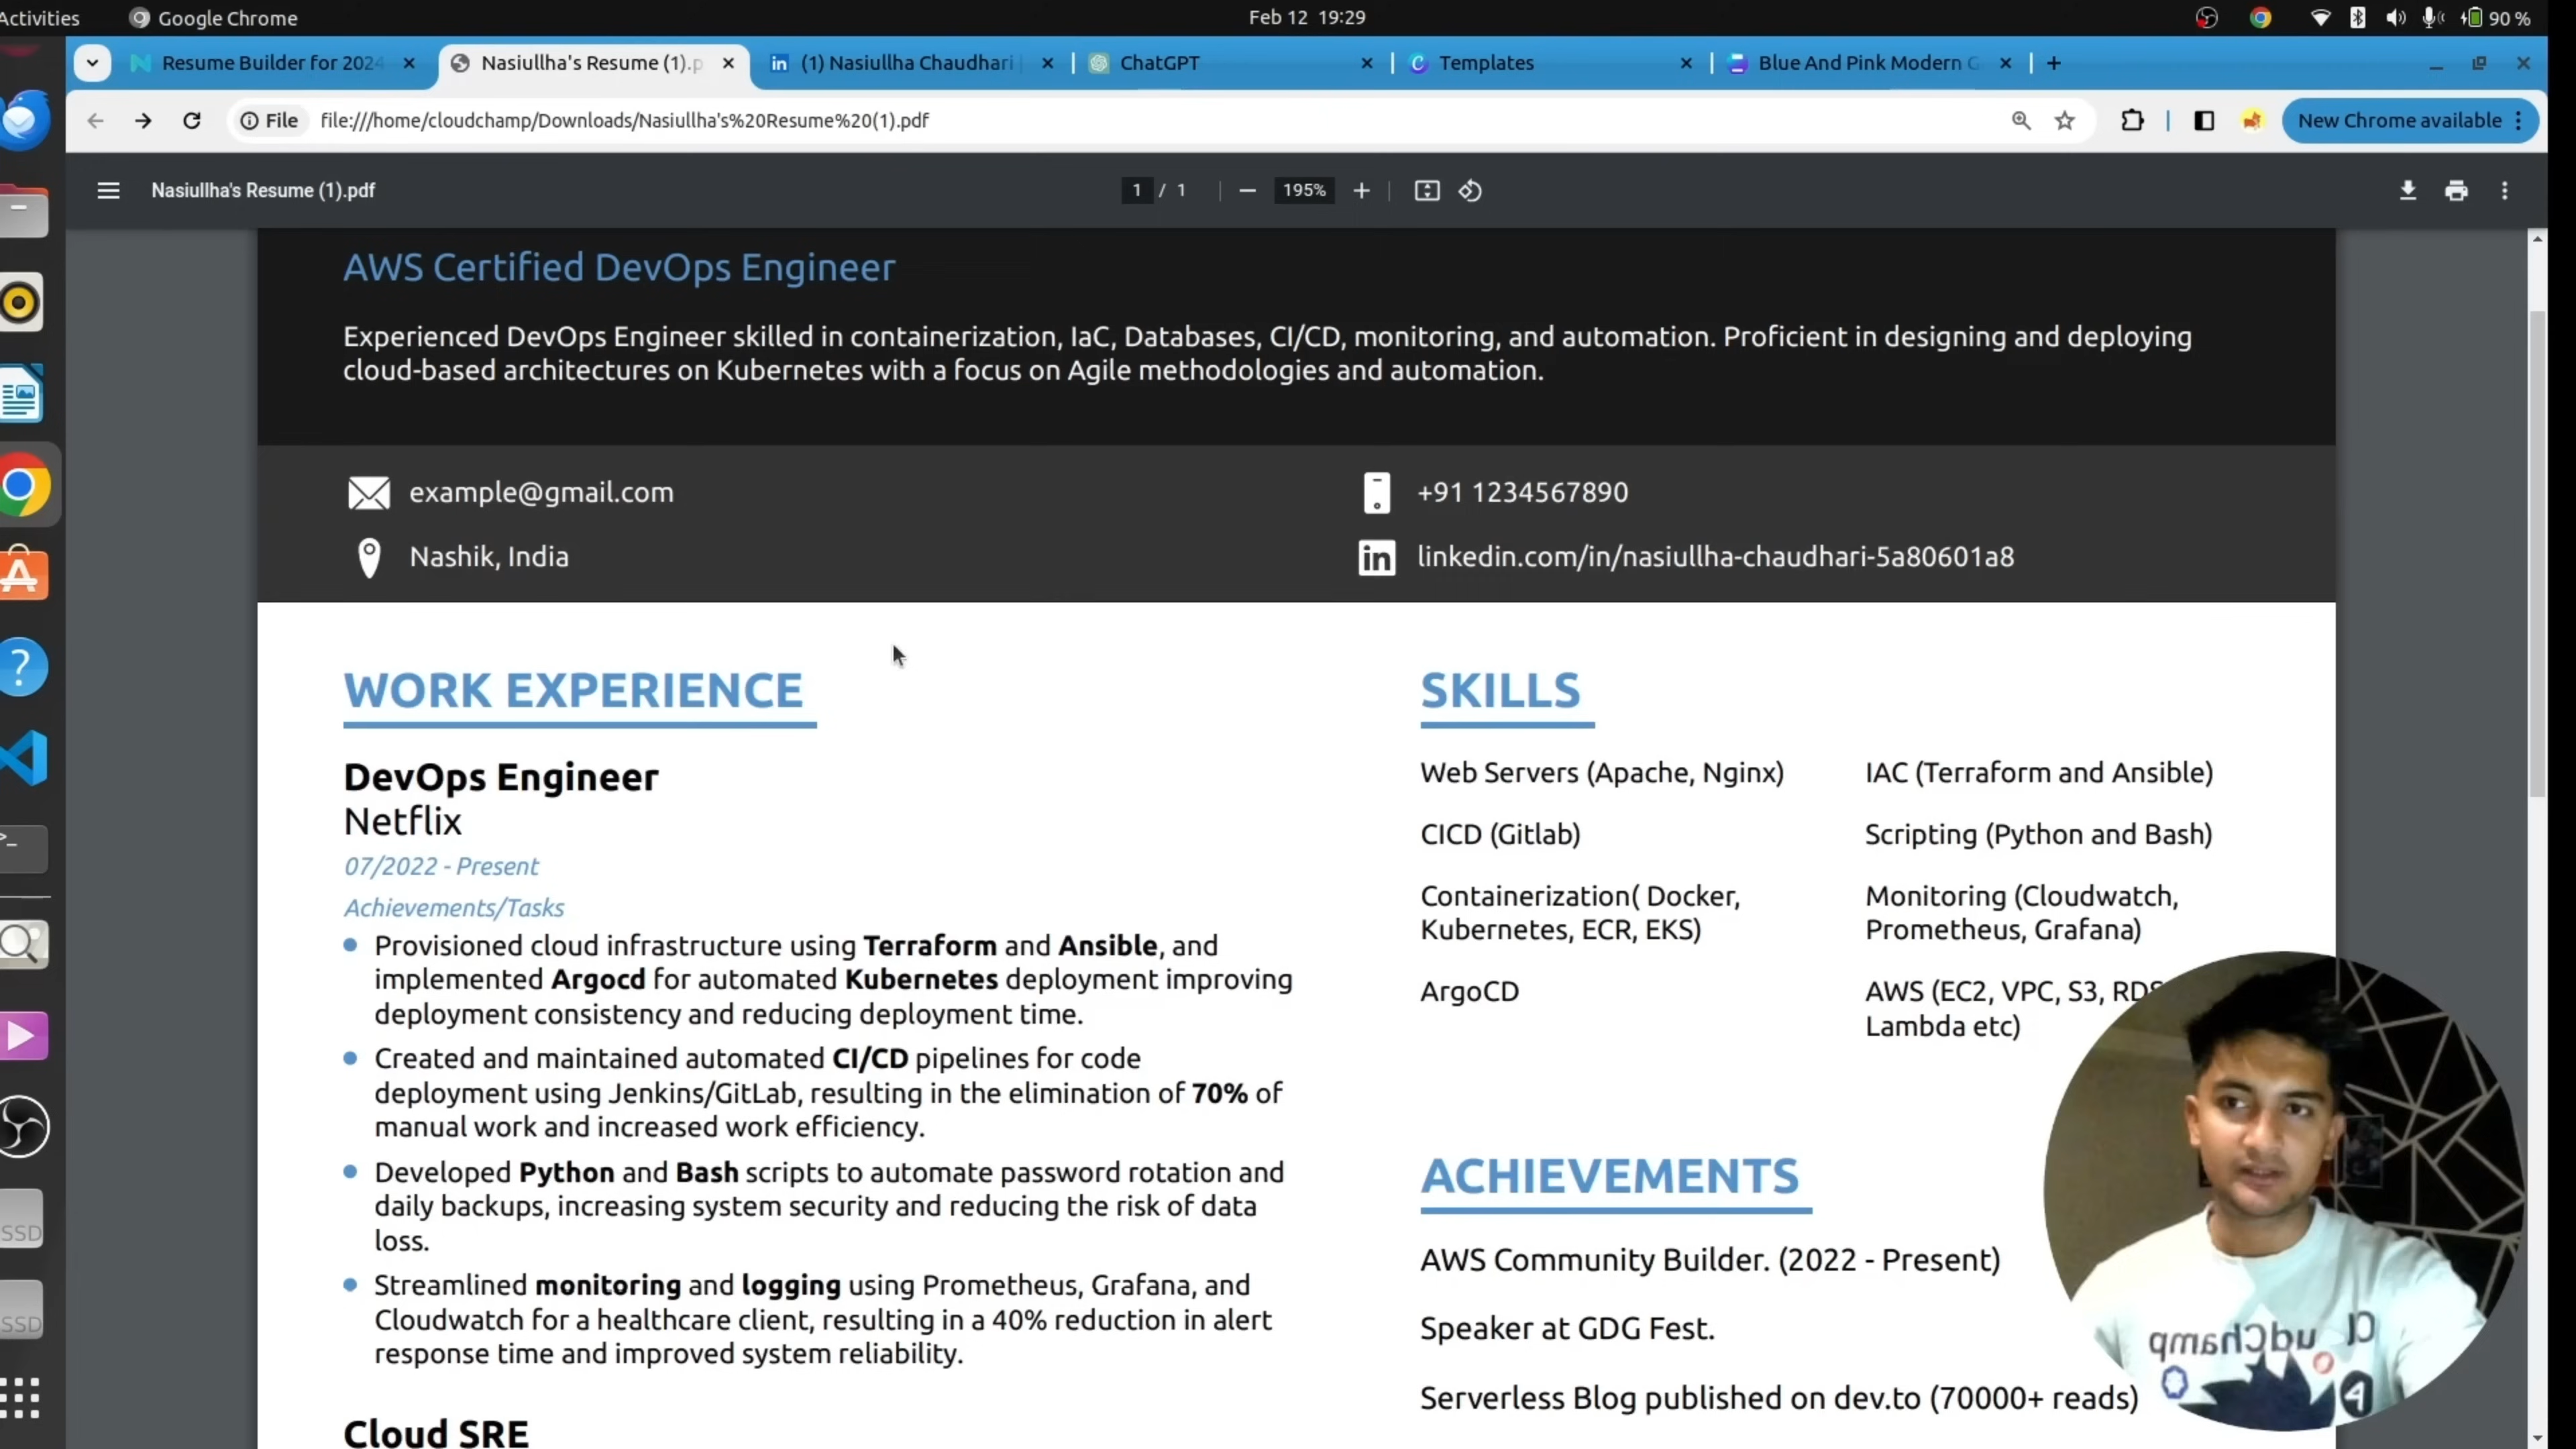 Activities
Google Chrome
Feb 12 19:29
90 %
Resume Builder for 2024
Nasiullha's Resume (1).p
(1) Nasiullha Chaudhari
ChatGPT
Templates
Blue And Pink Modern G
File
file:///home/cloudchamp/Downloads/Nasiullha's%20Resume%20(1).pdf
New Chrome available
Nasiullha's Resume (1).pdf
1 / 1
195%
AWS Certified DevOps Engineer
Experienced DevOps Engineer skilled in containerization, IaC, Databases, CI/CD, monitoring, and automation. Proficient in designing and deploying
cloud-based architectures on Kubernetes with a focus on Agile methodologies and automation.
example@gmail.com
+91 1234567890
Nashik, India
linkedin.com/in/nasiullha-chaudhari-5a80601a8
WORK EXPERIENCE
DevOps Engineer
Netflix
07/2022 - Present
Achievements/Tasks
Provisioned cloud infrastructure using Terraform and Ansible, and
implemented Argocd for automated Kubernetes deployment improving
deployment consistency and reducing deployment time.
Created and maintained automated CI/CD pipelines for code
deployment using Jenkins/GitLab, resulting in the elimination of 70% of
manual work and increased work efficiency.
Developed Python and Bash scripts to automate password rotation and
daily backups, increasing system security and reducing the risk of data
loss.
Streamlined monitoring and logging using Prometheus, Grafana, and
Cloudwatch for a healthcare client, resulting in a 40% reduction in alert
response time and improved system reliability.
Cloud SRE
SKILLS
Web Servers (Apache, Nginx)
IAC (Terraform and Ansible)
CICD (Gitlab)
Scripting (Python and Bash)
Containerization( Docker,
Kubernetes, ECR, EKS)
Monitoring (Cloudwatch,
Prometheus, Grafana)
ArgoCD
AWS (EC2, VPC, S3, RDS
Lambda etc)
ACHIEVEMENTS
AWS Community Builder. (2022 - Present)
Speaker at GDG Fest.
Serverless Blog published on dev.to (70000+ reads)
SSD
SSD